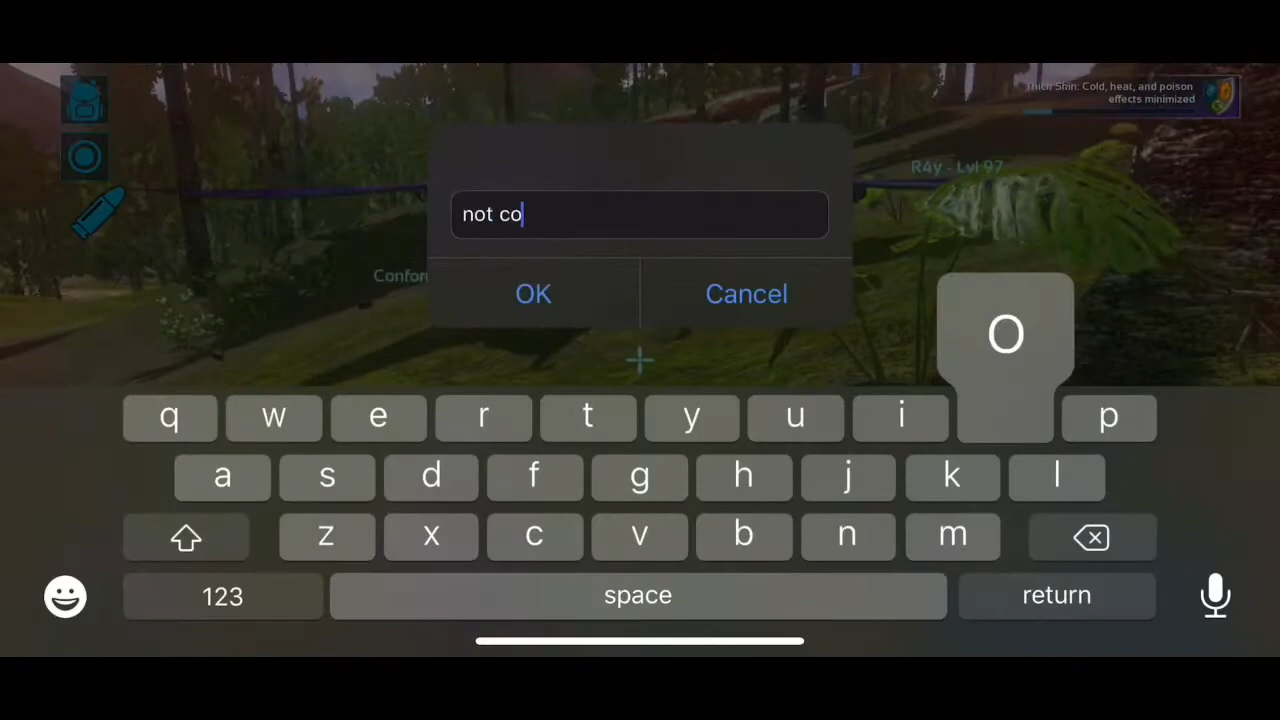 Thick Skin: Cold, heat, and poison
effects minimized
R4y - Lvl 97
not co
Confor
OK
Cancel
O
q w e r t y u i p
a s d f g h j k l
z x c v b n m
123
space
return